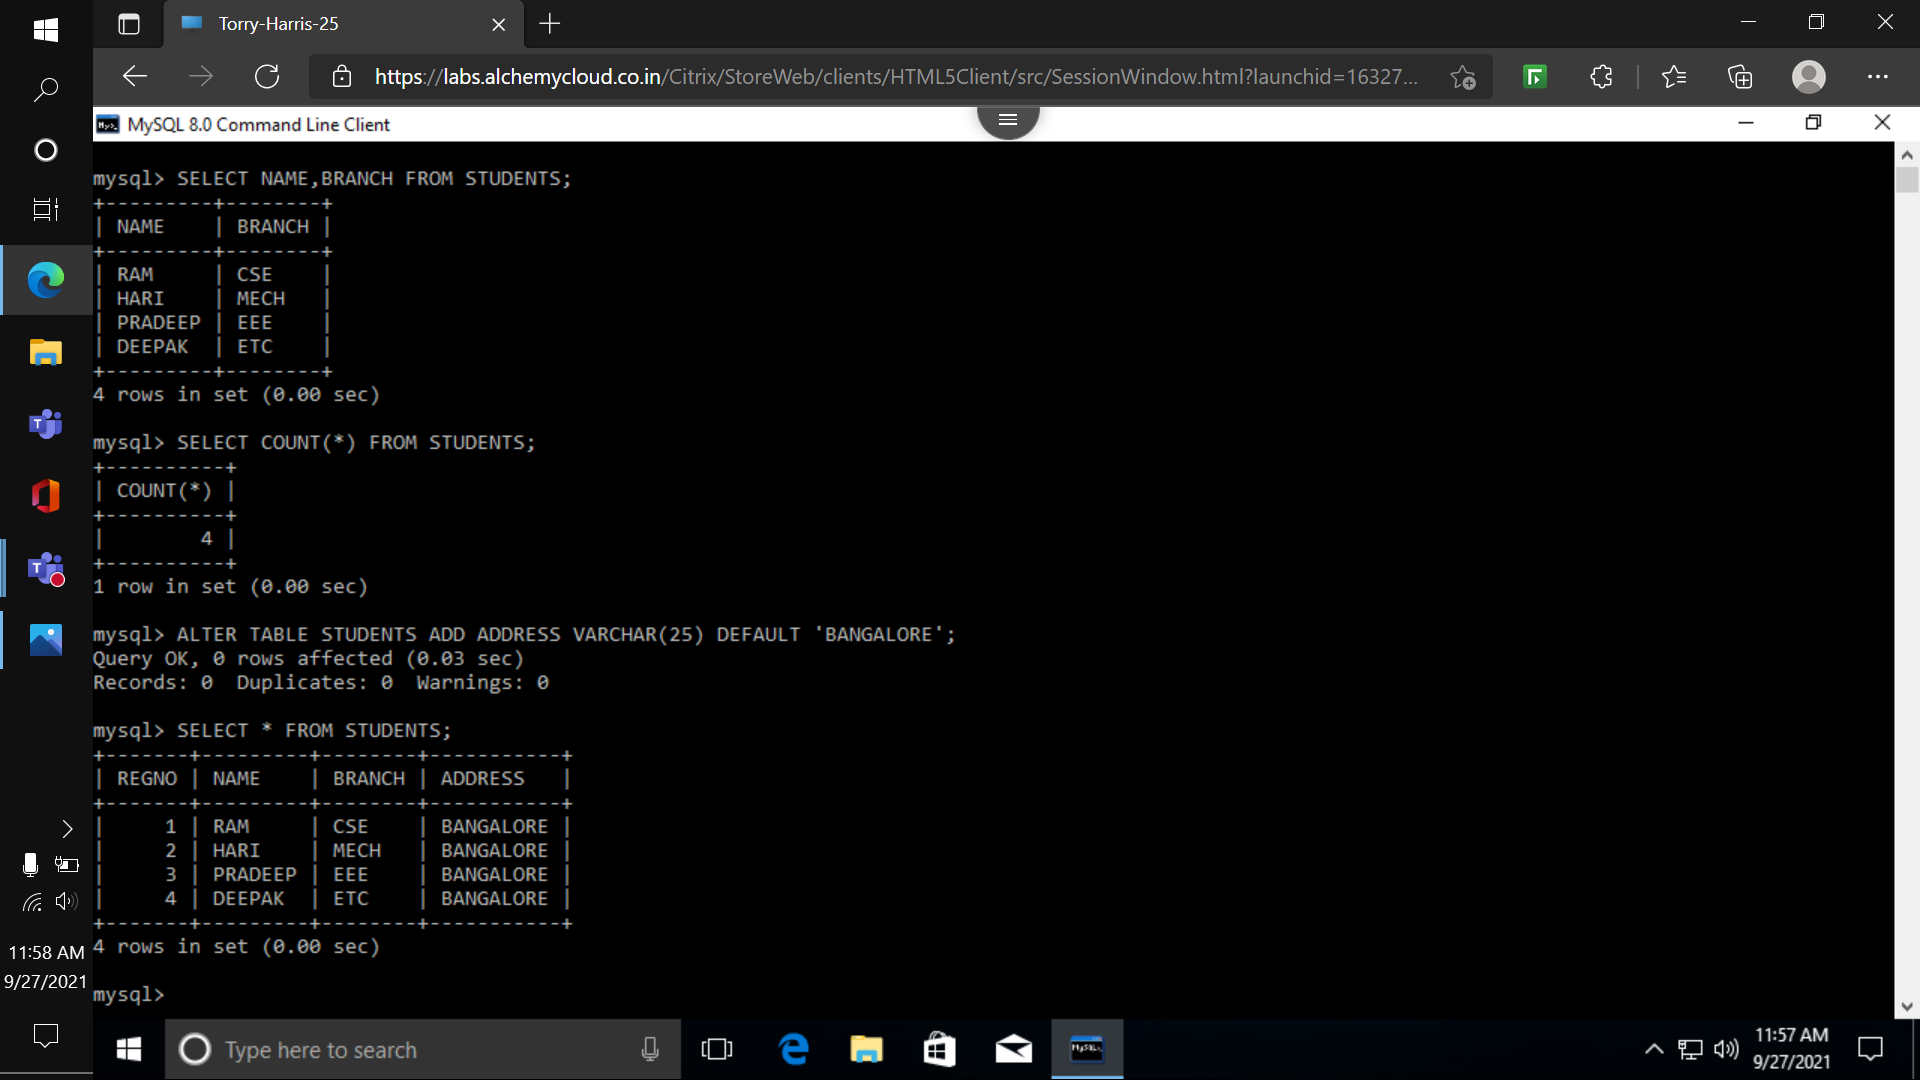 Torry-Harris-25
https://labs.alchemycloud.co.in/Citrix/StoreWeb/clients/HTML5Client/src/SessionWindow.html?launchid=16327...
MySQL 8.0 Command Line Client
mysql> SELECT NAME,BRANCH FROM STUDENTS;
+---------+--------+
| NAME    | BRANCH |
+---------+--------+
| RAM     | CSE    |
| HARI    | MECH   |
| PRADEEP | EEE    |
| DEEPAK  | ETC    |
+---------+--------+
4 rows in set (0.00 sec)
mysql> SELECT COUNT(*) FROM STUDENTS;
+----------+
| COUNT(*) |
+----------+
|        4 |
+----------+
1 row in set (0.00 sec)
mysql> ALTER TABLE STUDENTS ADD ADDRESS VARCHAR(25) DEFAULT 'BANGALORE';
Query OK, 0 rows affected (0.03 sec)
Records: 0  Duplicates: 0  Warnings: 0
mysql> SELECT * FROM STUDENTS;
+-------+---------+--------+-----------+
| REGNO | NAME    | BRANCH | ADDRESS   |
+-------+---------+--------+-----------+
|     1 | RAM     | CSE    | BANGALORE |
|     2 | HARI    | MECH   | BANGALORE |
|     3 | PRADEEP | EEE    | BANGALORE |
|     4 | DEEPAK  | ETC    | BANGALORE |
+-------+---------+--------+-----------+
4 rows in set (0.00 sec)
mysql>
11:58 AM
9/27/2021
Type here to search
11:57 AM
9/27/2021